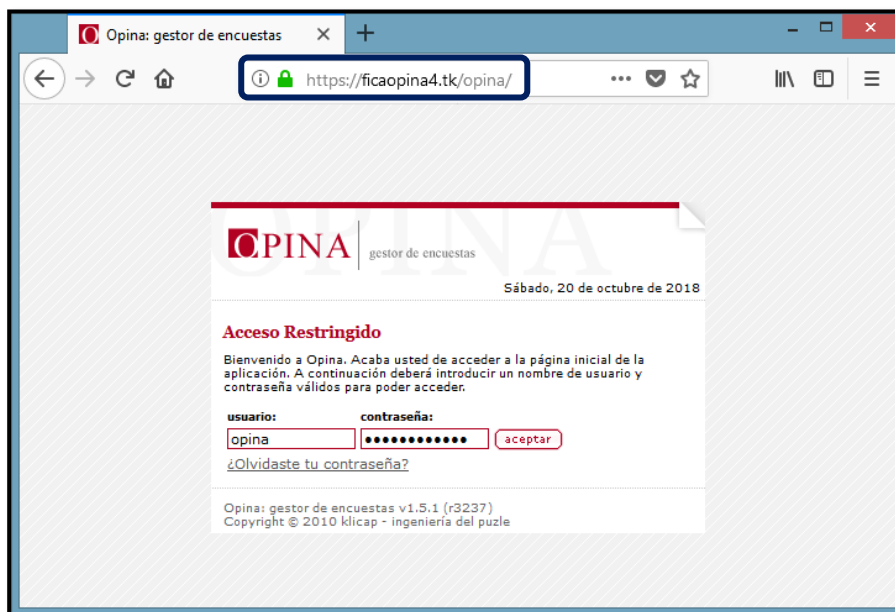 Opina: gestor de encuestas
https://ficaopina4.tk/opina/
OPINA gestor de encuestas
OPINA
Sábado, 20 de octubre de 2018
Acceso Restringido
Bienvenido a Opina. Acaba usted de acceder a la página inicial de la
aplicación. A continuación deberá introducir un nombre de usuario y
contraseña válidos para poder acceder.
usuario: contraseña:
opina •••••••••••• aceptar
¿Olvidaste tu contraseña?
Opina: gestor de encuestas v1.5.1 (r3237)
Copyright © 2010 klicap - ingeniería del puzle